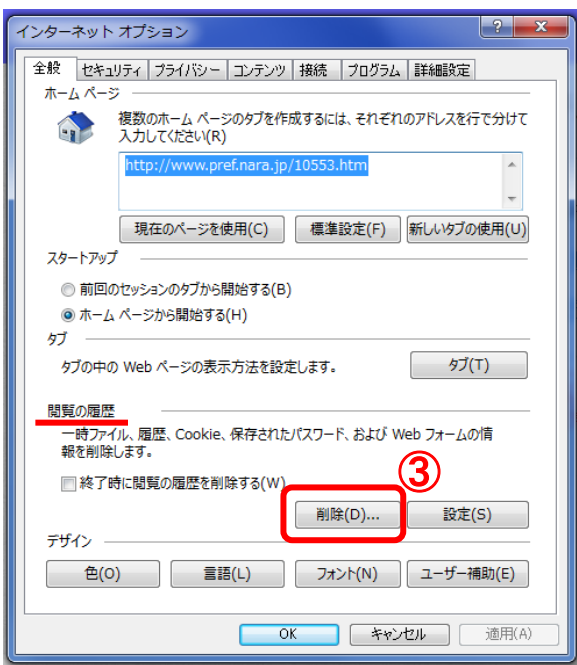 インターネット オプション
全般 セキュリティ プライバシー コンテンツ 接続 プログラム 詳細設定
ホーム ページ
複数のホーム ページのタブを作成するには、それぞれのアドレスを行で分けて
入力してください(R)
http://www.pref.nara.jp/10553.htm
現在のページを使用(C) 標準設定(F) 新しいタブの使用(U)
スタートアップ
前回のセッションのタブから開始する(B)
ホーム ページから開始する(H)
タブ
タブの中の Web ページの表示方法を設定します。 タブ(T)
閲覧の履歴
一時ファイル、履歴、Cookie、保存されたパスワード、および Web フォームの情
報を削除します。
③
終了時に閲覧の履歴を削除する(W)
削除(D)... 設定(S)
デザイン
色(O) 言語(L) フォント(N) ユーザー補助(E)
OK キャンセル 適用(A)